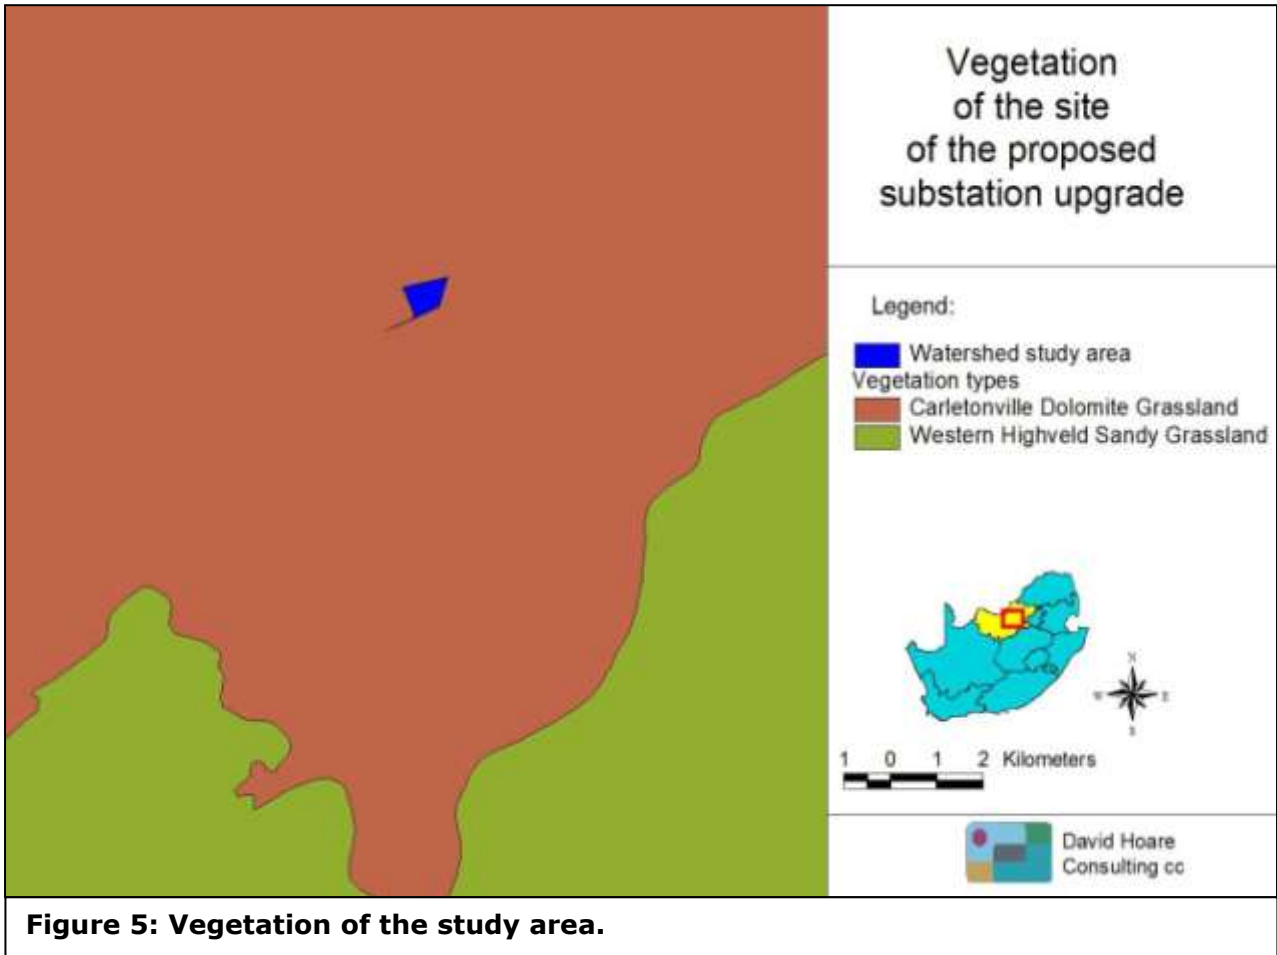 Vegetation
of the site
of the proposed
substation upgrade
Legend:
Watershed study area
Vegetation types
Carletonville Dolomite Grassland
Western Highveld Sandy Grassland
N
W E
S
1 0 1 2 Kilometers
David Hoare
Consulting cc
Figure 5: Vegetation of the study area.